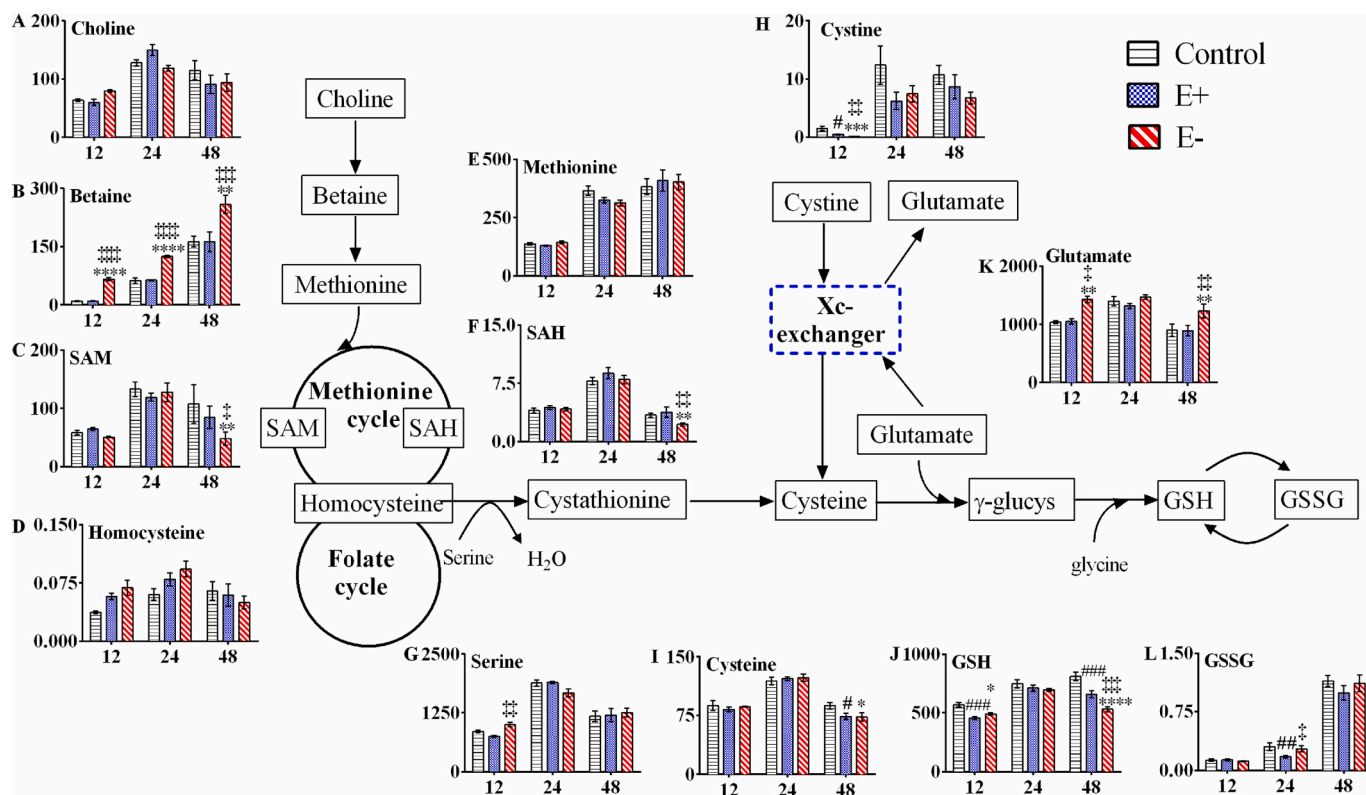 A
Choline
200
100
0
12 24 48
B
Betaine
300
150
0
‡‡‡‡
****
‡‡‡‡
****
‡‡‡
**
12 24 48
C
SAM
200
100
0
‡
**
12 24 48
D
Homocysteine
0.150
0.075
0.000
12 24 48
Choline
Betaine
Methionine
Methionine
cycle
SAM
SAH
Homocysteine
Folate
cycle
Serine
H₂O
Cystathionine
Cysteine
γ-glucys
glycine
GSH
GSSG
E
Methionine
500
250
0
12 24 48
F
SAH
15.0
7.5
0.0
‡‡
**
12 24 48
H
Cystine
20
10
0
#
‡‡
***
12 24 48
Control
E+
E-
Cystine
Glutamate
Xc-
exchanger
Glutamate
K
Glutamate
2000
1000
0
‡
**
‡‡
**
12 24 48
G
Serine
2500
1250
0
‡‡
12 24 48
I
Cysteine
150
75
0
# *
12 24 48
J
GSH
1000
500
0
###
*
###
‡‡‡
****
12 24 48
L
GSSG
1.50
0.75
0.00
##
‡
12 24 48